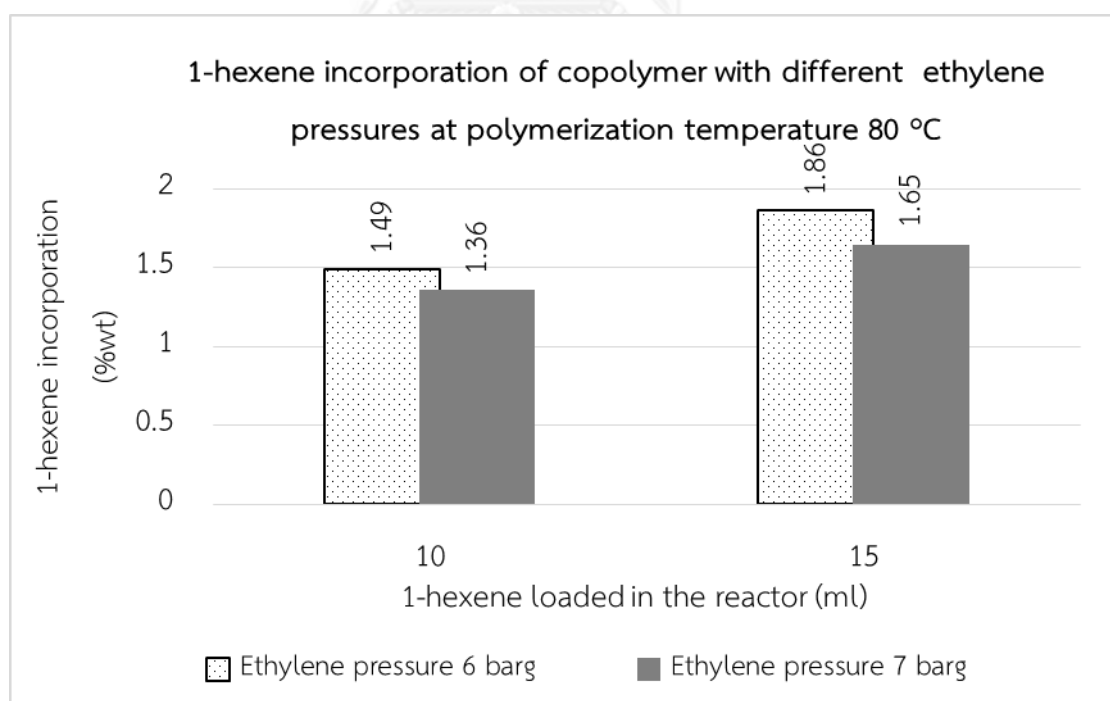 1-hexene incorporation of copolymer with different ethylene
pressures at polymerization temperature 80 °C
1-hexene incorporation
(%wt)
2
1.5
1
0.5
0
1.49
1.36
1.86
1.65
10
15
1-hexene loaded in the reactor (ml)
Ethylene pressure 6 barg
Ethylene pressure 7 barg